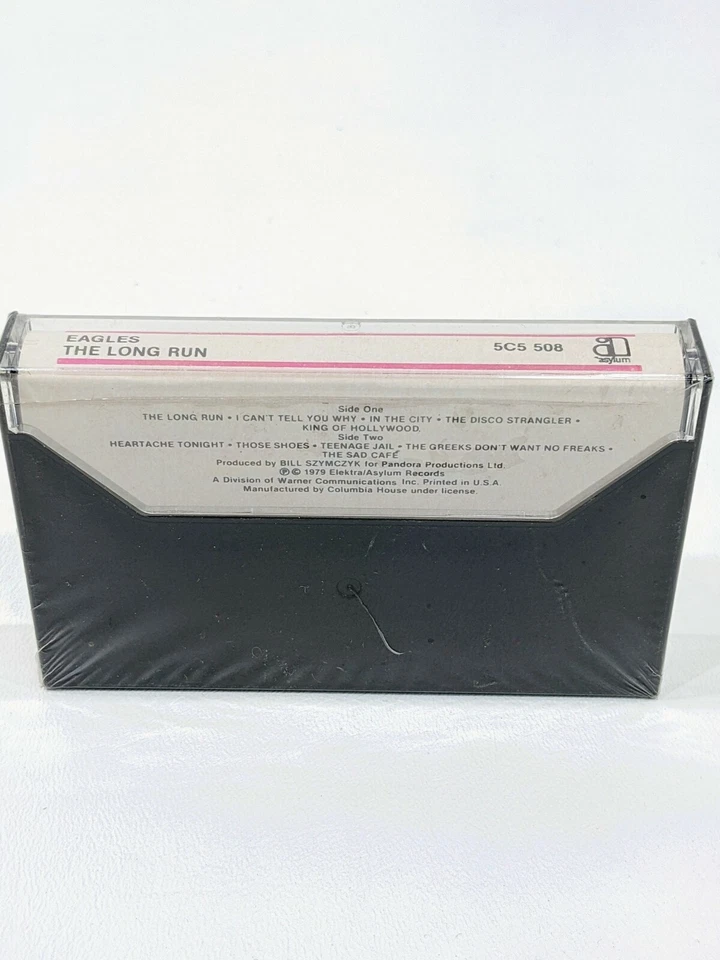 EAGLES
THE LONG RUN
5C5 508
asylum
Side One
THE LONG RUN • I CAN'T TELL YOU WHY • IN THE CITY • THE DISCO STRANGLER •
KING OF HOLLYWOOD
Side Two
HEARTACHE TONIGHT • THOSE SHOES • TEENAGE JAIL • THE GREEKS DON'T WANT NO FREAKS •
THE SAD CAFÉ
Produced by BILL SZYMCZYK for Pandora Productions Ltd.
℗© 1979 Elektra/Asylum Records
A Division of Warner Communications Inc. Printed in U.S.A.
Manufactured by Columbia House under license.